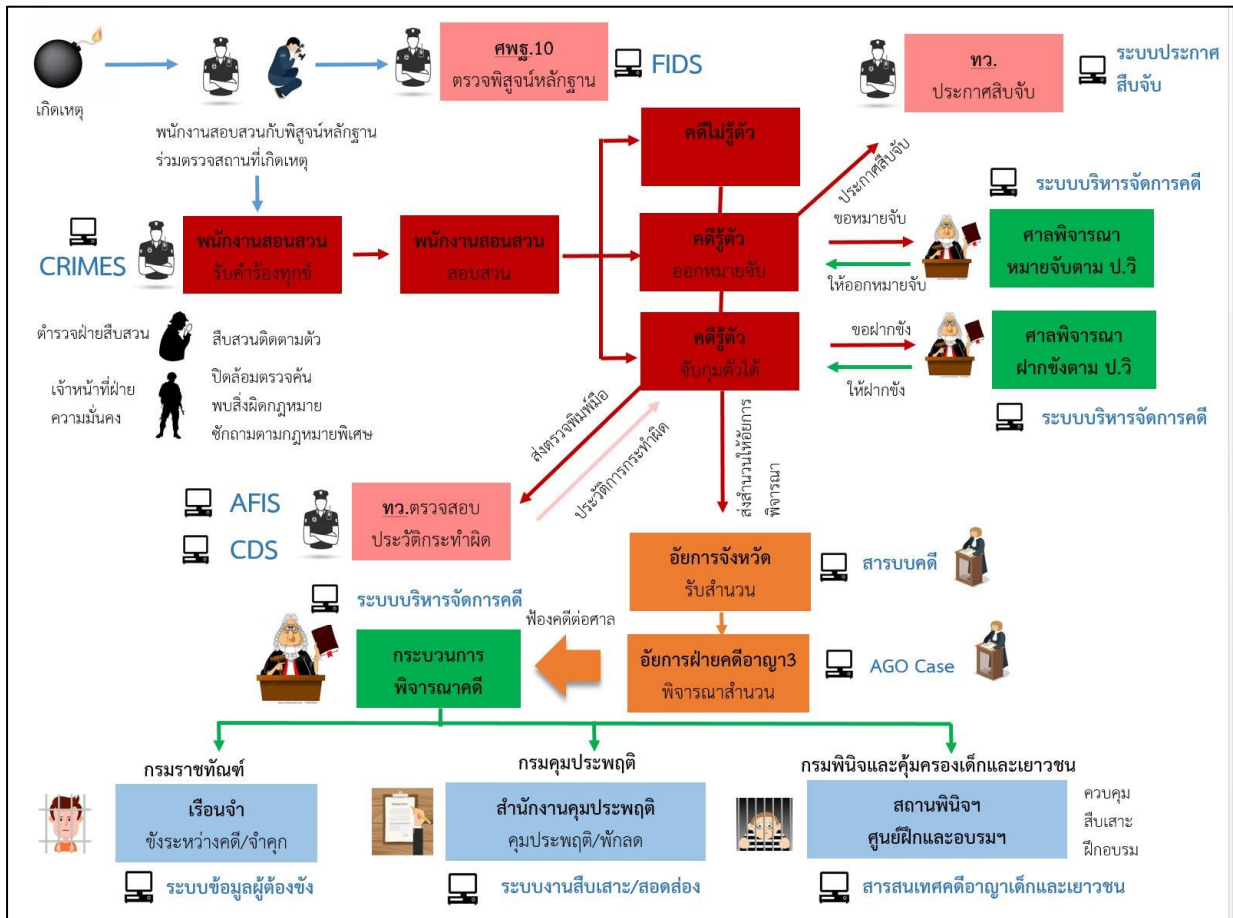 เกิดเหตุ
ศพฐ.10
ตรวจพิสูจน์หลักฐาน
FIDS
ทว.
ประกาศสืบจับ
ระบบประกาศ
สืบจับ
พนักงานสอบสวนกับพิสูจน์หลักฐาน
ร่วมตรวจสถานที่เกิดเหตุ
คดีไม่รู้ตัว
ประกาศสืบจับ
ระบบบริหารจัดการคดี
CRIMES
พนักงานสอนสวน
รับคำร้องทุกข์
พนักงานสอนสวน
สอบสวน
คดีรู้ตัว
ออกหมายจับ
ขอหมายจับ
ให้ออกหมายจับ
ศาลพิจารณา
หมายจับตาม ป.วิ
ตำรวจฝ่ายสืบสวน
สืบสวนติดตามตัว
คดีรู้ตัว
จับกุมตัวได้
ขอฝากขัง
ให้ฝากขัง
ศาลพิจารณา
ฝากขังตาม ป.วิ
เจ้าหน้าที่ฝ่าย
ความมั่นคง
ปิดล้อมตรวจค้น
พบสิ่งผิดกฎหมาย
ซักถามตามกฎหมายพิเศษ
ระบบบริหารจัดการคดี
ส่งตรวจพิมพ์มือ
ประวัติการกระทำผิด
ส่งสำนวนให้อัยการ
พิจารณา
AFIS
CDS
ทว.ตรวจสอบ
ประวัติกระทำผิด
อัยการจังหวัด
รับสำนวน
สารบบคดี
ระบบบริหารจัดการคดี
ฟ้องคดีต่อศาล
กระบวนการ
พิจารณาคดี
อัยการฝ่ายคดีอาญา3
พิจารณาสำนวน
AGO Case
กรมราชทัณฑ์
เรือนจำ
ขังระหว่างคดี/จำคุก
ระบบข้อมูลผู้ต้องขัง
กรมคุมประพฤติ
สำนักงานคุมประพฤติ
คุมประพฤติ/พักลด
ระบบงานสืบเสาะ/สอดส่อง
กรมพินิจและคุ้มครองเด็กและเยาวชน
สถานพินิจฯ
ศูนย์ฝึกและอบรมฯ
ควบคุม
สืบเสาะ
ฝึกอบรม
สารสนเทศคดีอาญาเด็กและเยาวชน